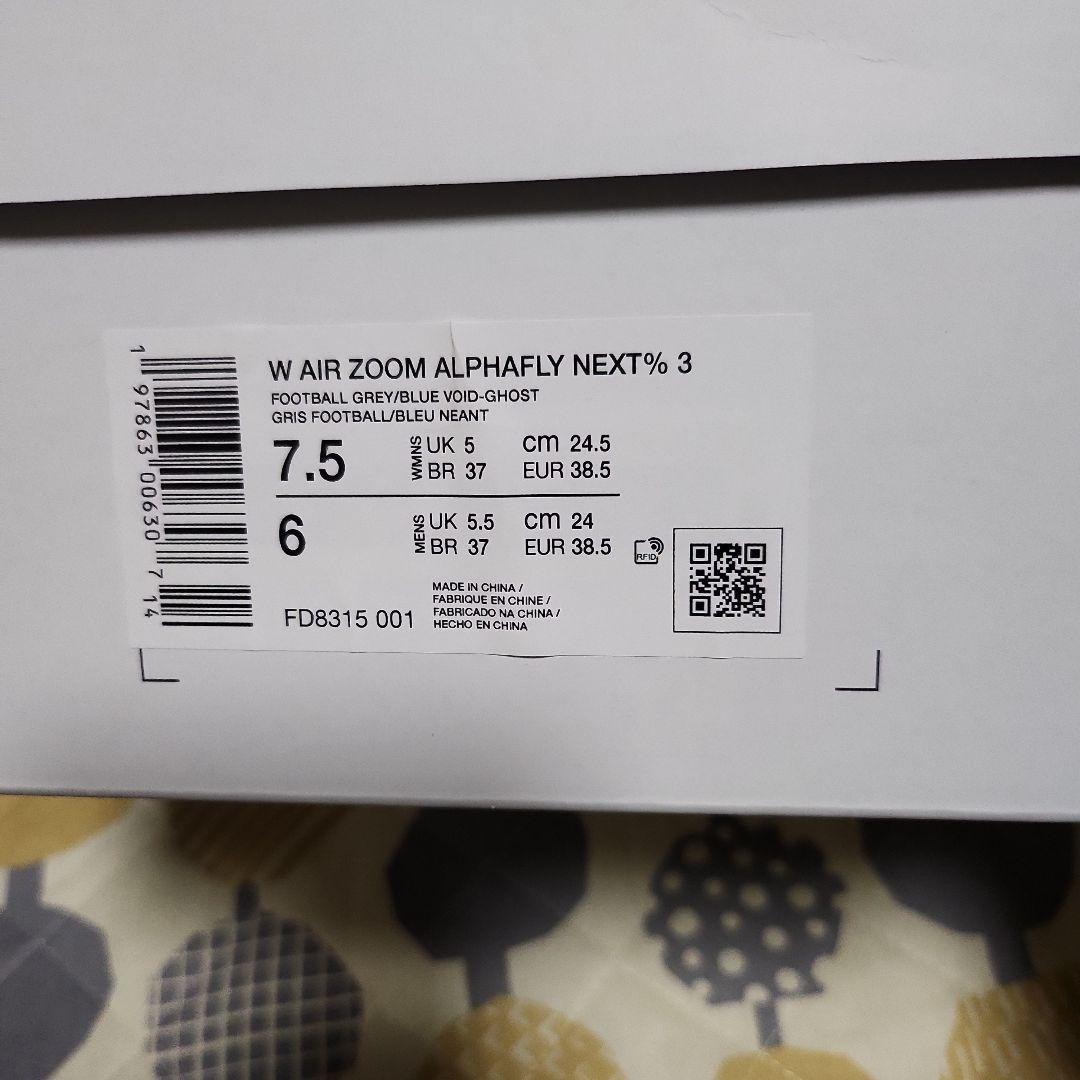 W AIR ZOOM ALPHAFLY NEXT% 3
FOOTBALL GREY/BLUE VOID-GHOST
GRIS FOOTBALL/BLEU NEANT
7.5 WMNS UK 5 cm 24.5
BR 37 EUR 38.5
6 MENS UK 5.5 cm 24
BR 37 EUR 38.5
RFID
FD8315 001
MADE IN CHINA /
FABRIQUE EN CHINE /
FABRICADO NA CHINA /
HECHO EN CHINA
1 97863 00630 7 14